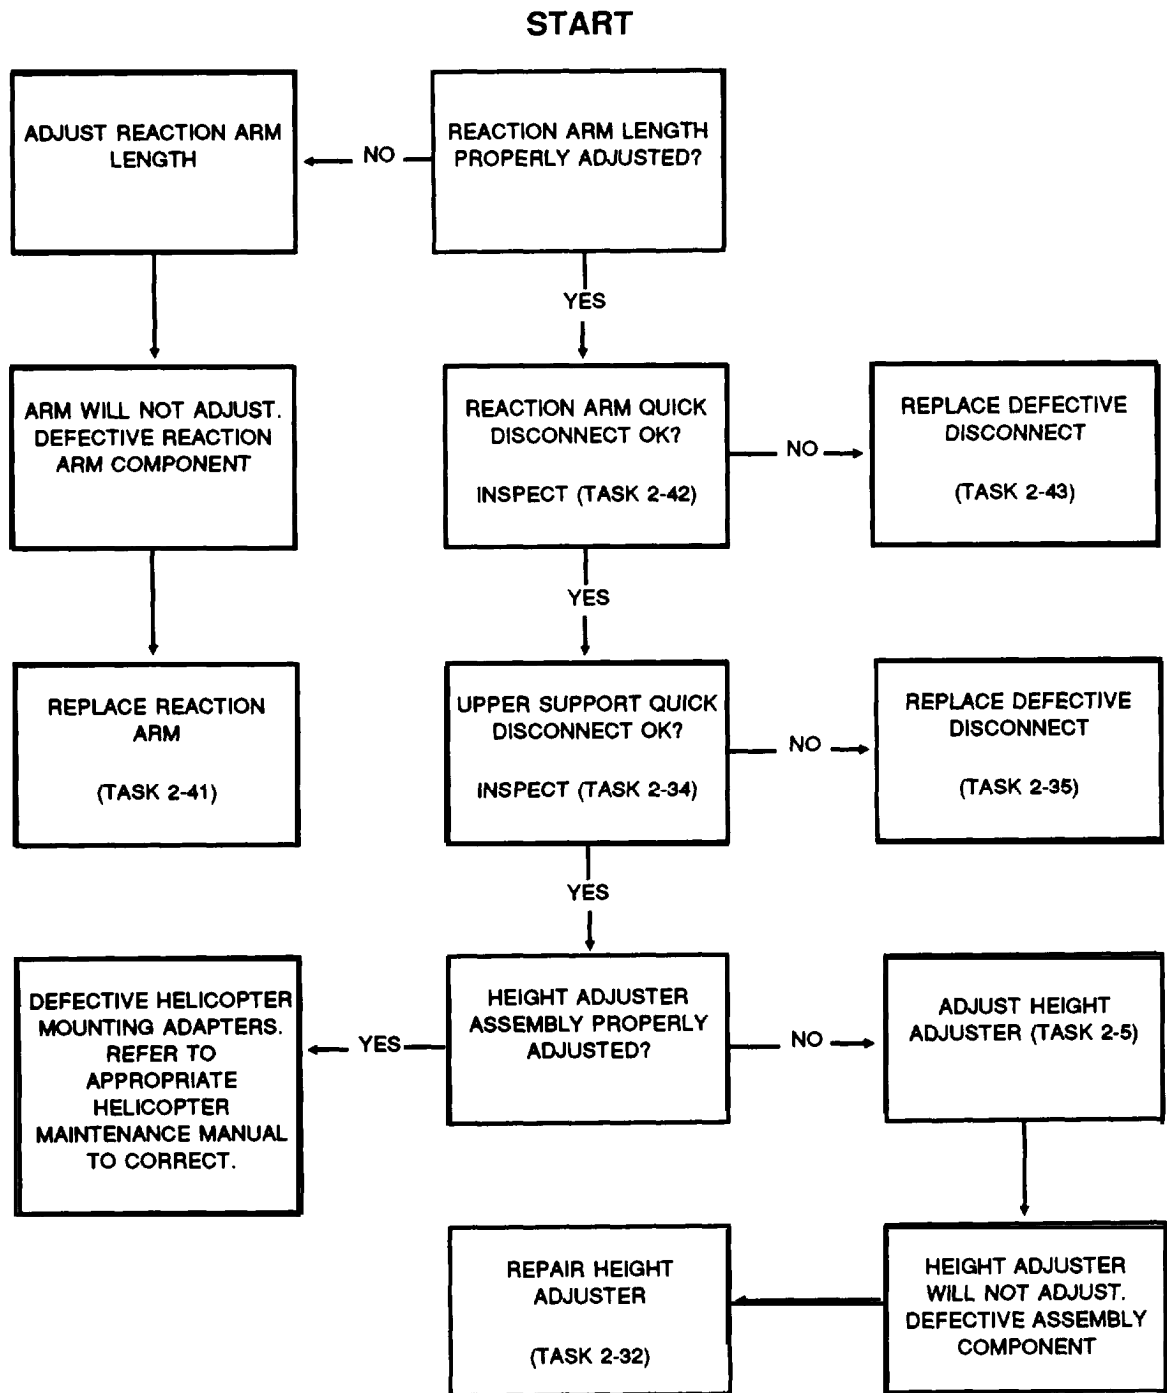 START
ADJUST REACTION ARM
LENGTH
NO
REACTION ARM LENGTH
PROPERLY ADJUSTED?
YES
ARM WILL NOT ADJUST.
DEFECTIVE REACTION
ARM COMPONENT
REACTION ARM QUICK
DISCONNECT OK?
INSPECT (TASK 2-42)
NO
REPLACE DEFECTIVE
DISCONNECT
(TASK 2-43)
YES
REPLACE REACTION
ARM
(TASK 2-41)
UPPER SUPPORT QUICK
DISCONNECT OK?
INSPECT (TASK 2-34)
NO
REPLACE DEFECTIVE
DISCONNECT
(TASK 2-35)
YES
DEFECTIVE HELICOPTER
MOUNTING ADAPTERS.
REFER TO
APPROPRIATE
HELICOPTER
MAINTENANCE MANUAL
TO CORRECT.
YES
HEIGHT ADJUSTER
ASSEMBLY PROPERLY
ADJUSTED?
NO
ADJUST HEIGHT
ADJUSTER (TASK 2-5)
REPAIR HEIGHT
ADJUSTER
(TASK 2-32)
HEIGHT ADJUSTER
WILL NOT ADJUST.
DEFECTIVE ASSEMBLY
COMPONENT